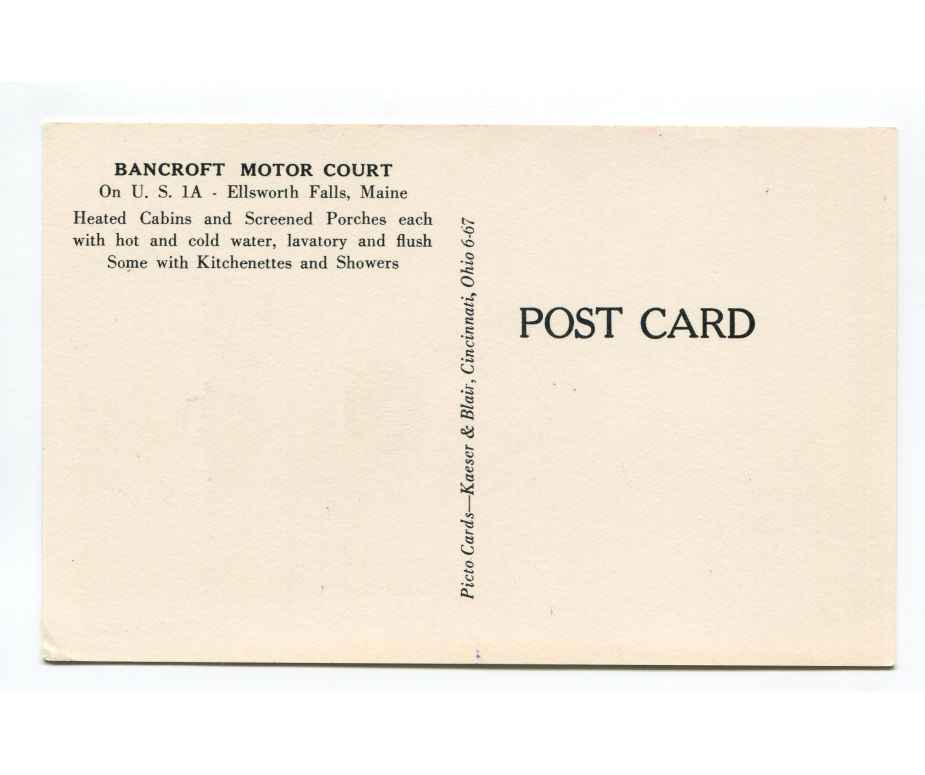 BANCROFT MOTOR COURT
On U. S. 1A - Ellsworth Falls, Maine
Heated Cabins and Screened Porches each
with hot and cold water, lavatory and flush
Some with Kitchenettes and Showers
Picto Cards—Kaeser & Blair, Cincinnati, Ohio 6-67
POST CARD